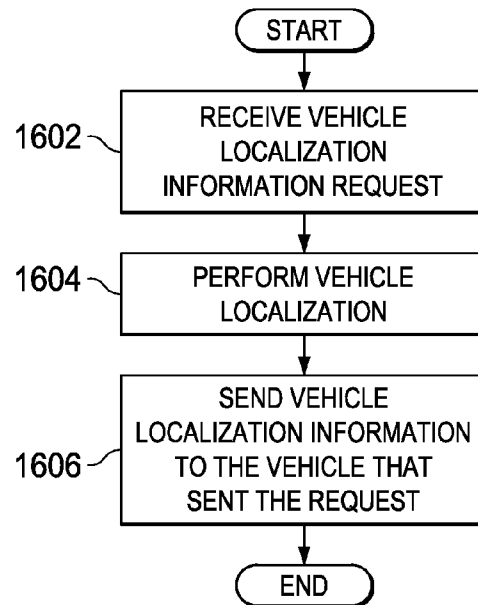 START
1602
RECEIVE VEHICLE
LOCALIZATION
INFORMATION REQUEST
1604
PERFORM VEHICLE
LOCALIZATION
1606
SEND VEHICLE
LOCALIZATION INFORMATION
TO THE VEHICLE THAT
SENT THE REQUEST
END